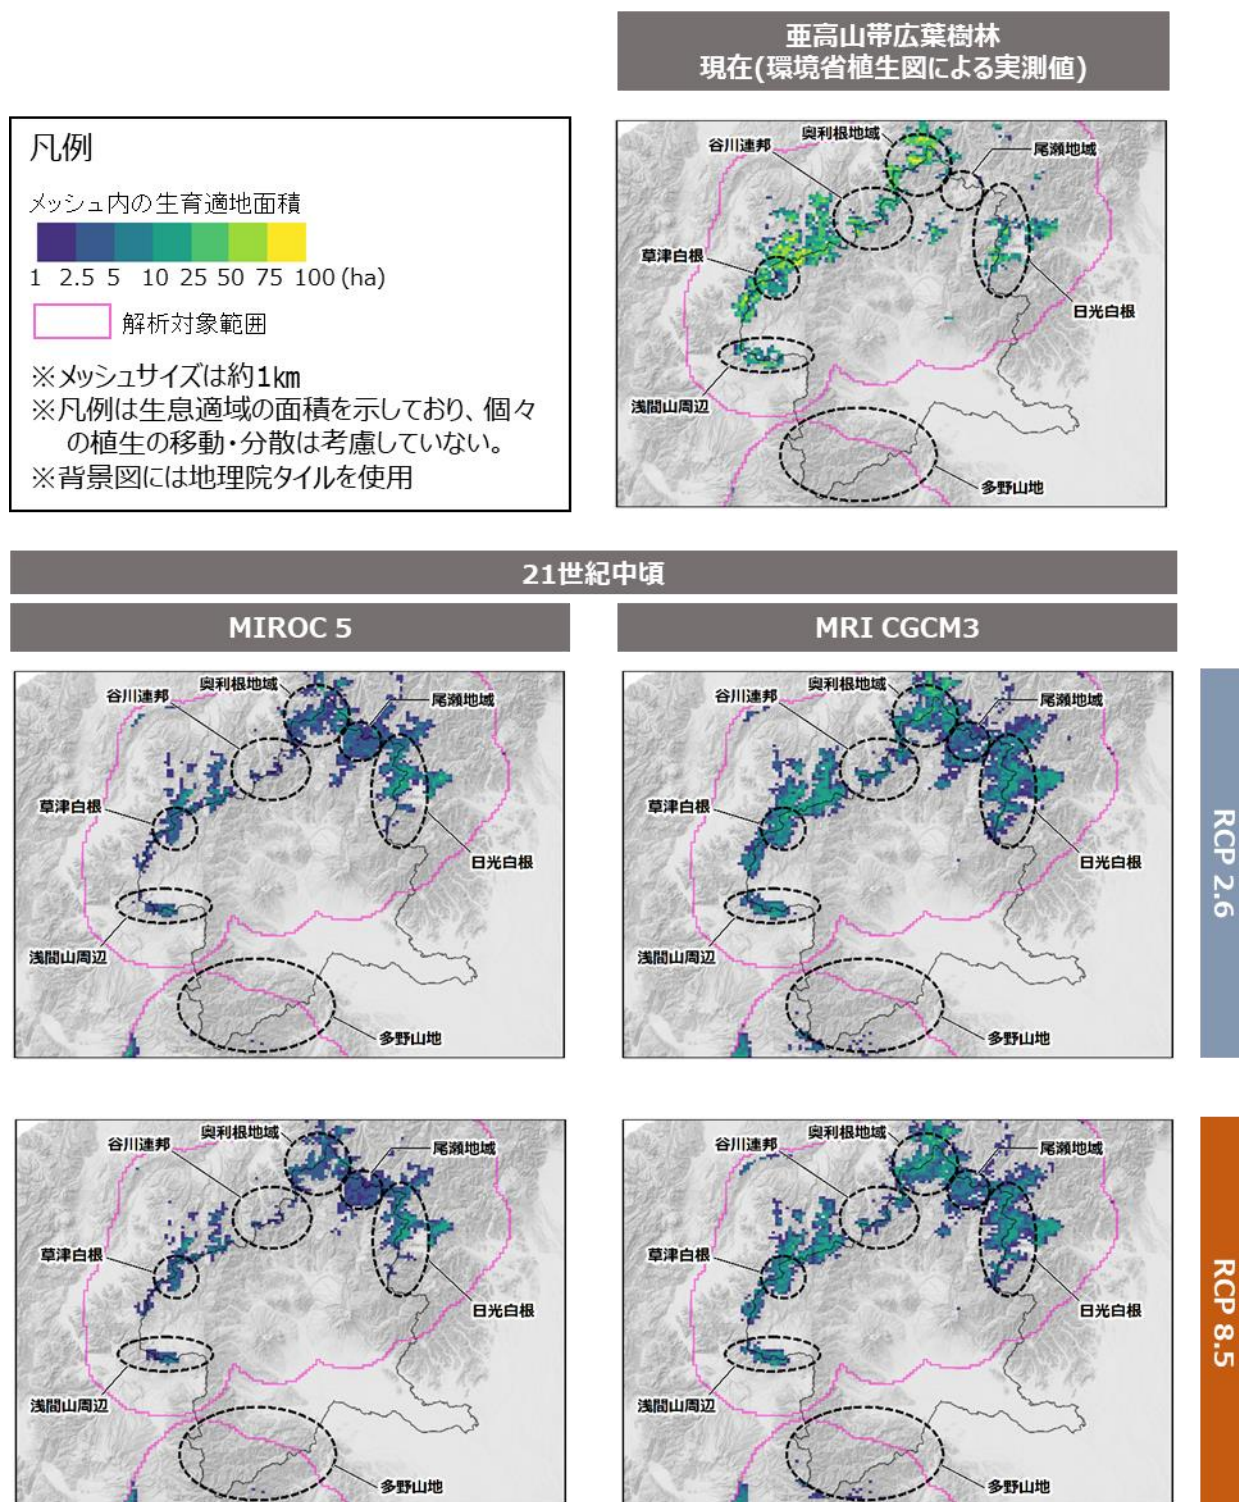 亜高山帯広葉樹林
現在(環境省植生図による実測値)
凡例
メッシュ内の生育適地面積
1 2.5 5 10 25 50 75 100 (ha)
解析対象範囲
※メッシュサイズは約1km
※凡例は生息適域の面積を示しており、個々
の植生の移動・分散は考慮していない。
※背景図には地理院タイルを使用
奥利根地域
谷川連邦
尾瀬地域
草津白根
日光白根
浅間山周辺
多野山地
21世紀中頃
MIROC 5
MRI CGCM3
奥利根地域
谷川連邦
尾瀬地域
草津白根
日光白根
浅間山周辺
多野山地
奥利根地域
谷川連邦
尾瀬地域
草津白根
日光白根
浅間山周辺
多野山地
RCP 2.6
奥利根地域
谷川連邦
尾瀬地域
草津白根
日光白根
浅間山周辺
多野山地
奥利根地域
谷川連邦
尾瀬地域
草津白根
日光白根
浅間山周辺
多野山地
RCP 8.5